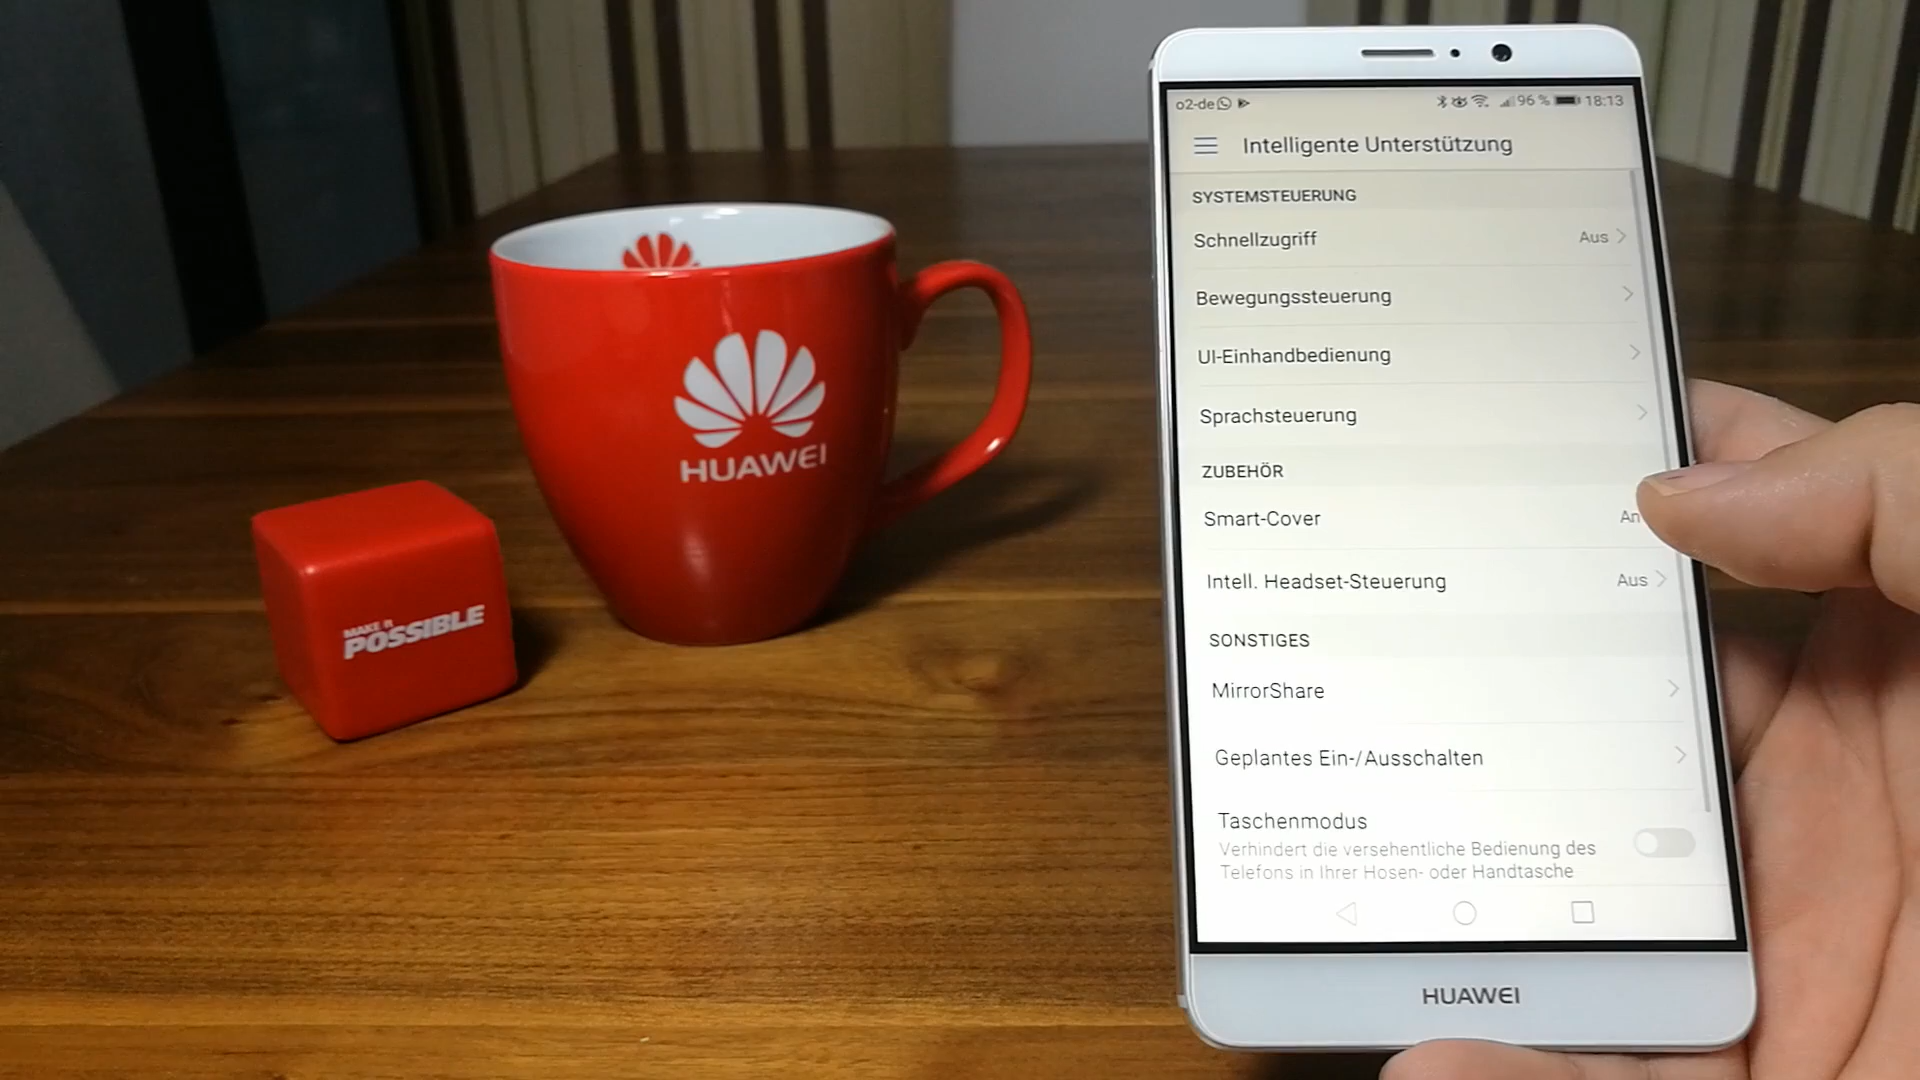 HUAWEI
MAKE it
POSSIBLE
o2-de 96 % 18:13
Intelligente Unterstützung
SYSTEMSTEUERUNG
Schnellzugriff Aus
Bewegungssteuerung
UI-Einhandbedienung
Sprachsteuerung
ZUBEHÖR
Smart-Cover An
Intell. Headset-Steuerung Aus
SONSTIGES
MirrorShare
Geplantes Ein-/Ausschalten
Taschenmodus
Verhindert die versehentliche Bedienung des
Telefons in Ihrer Hosen- oder Handtasche
HUAWEI